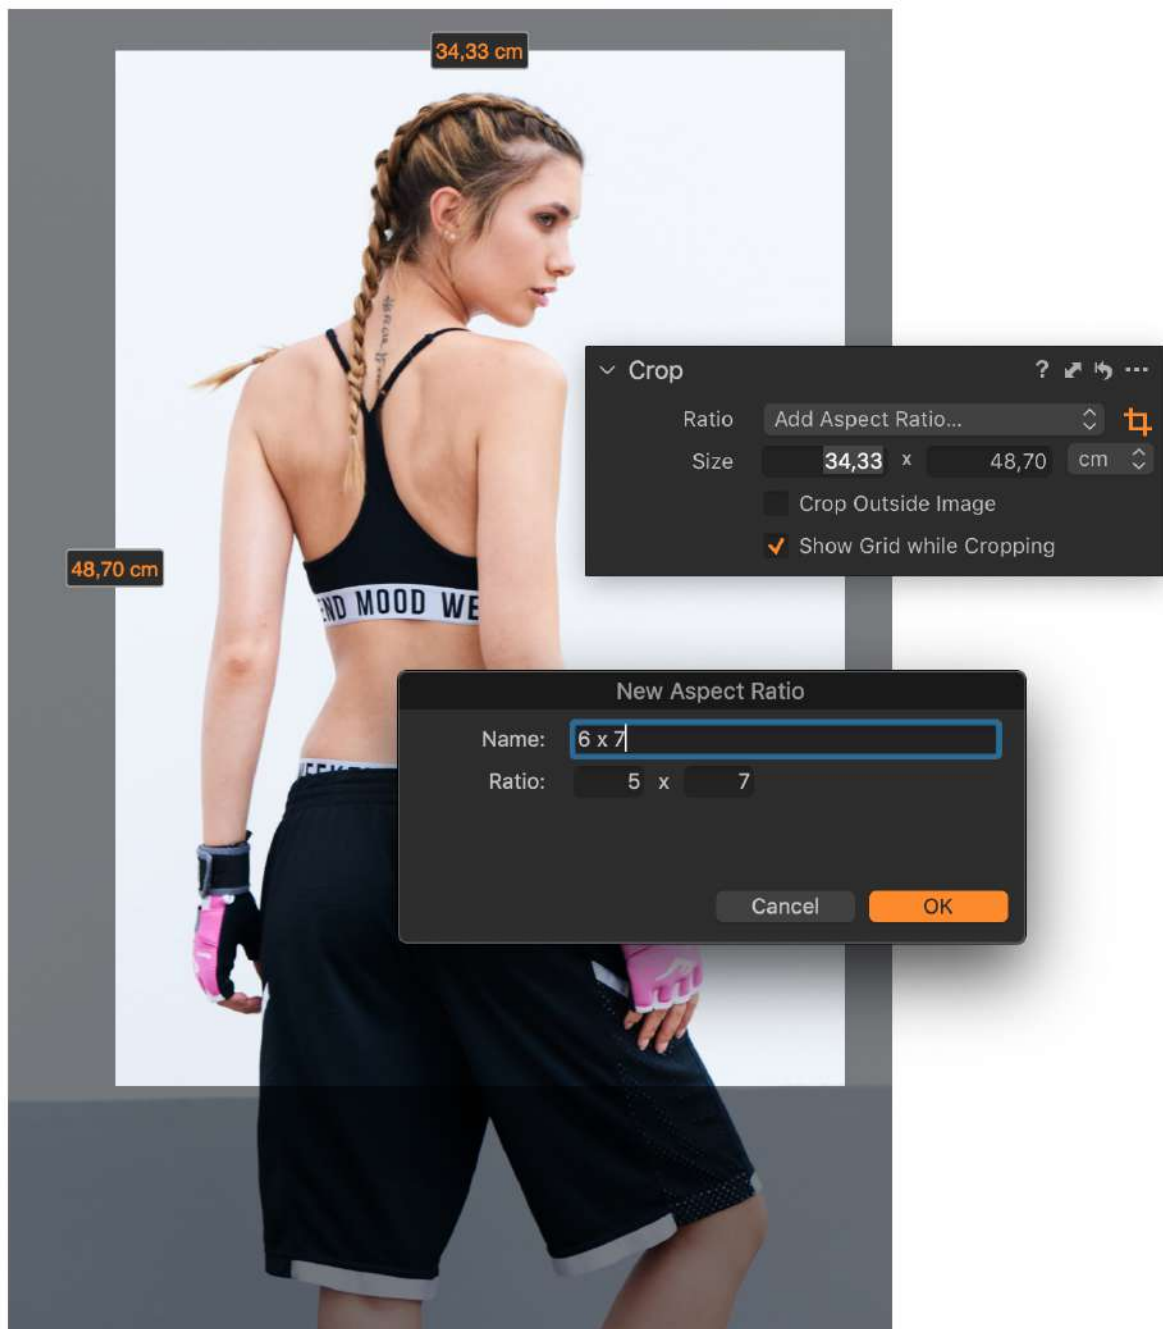 34,33 cm
Crop
?
Ratio Add Aspect Ratio...
Size 34,33 x 48,70 cm
Crop Outside Image
Show Grid while Cropping
48,70 cm
END MOOD WE
New Aspect Ratio
Name: 6 x 7
Ratio: 5 x 7
Cancel OK